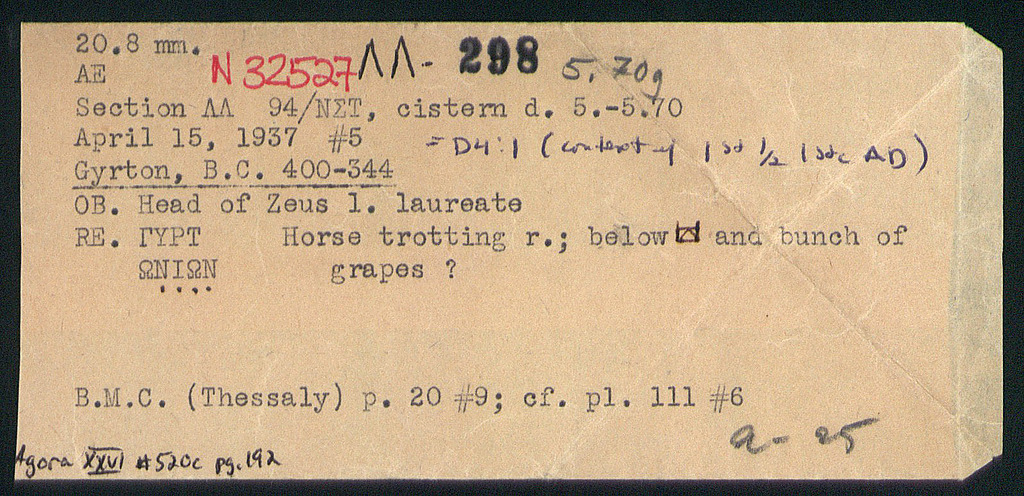 20.8 mm.
AE N 32527 ΛΛ- 298 5.70g
Section ΛΛ 94/ΝΣΤ, cistern d. 5.-5.70
April 15, 1937 #5 = D4:1 (context of 1st 1/2 1stc AD)
Gyrton, B.C. 400-344
OB. Head of Zeus l. laureate
RE. ΓΥΡΤ Horse trotting r.; below and bunch of
ΩΝΙΩΝ grapes ?
B.M.C. (Thessaly) p. 20 #9; cf. pl. 111 #6
a- 25
Agora XXVI #520c pg.192